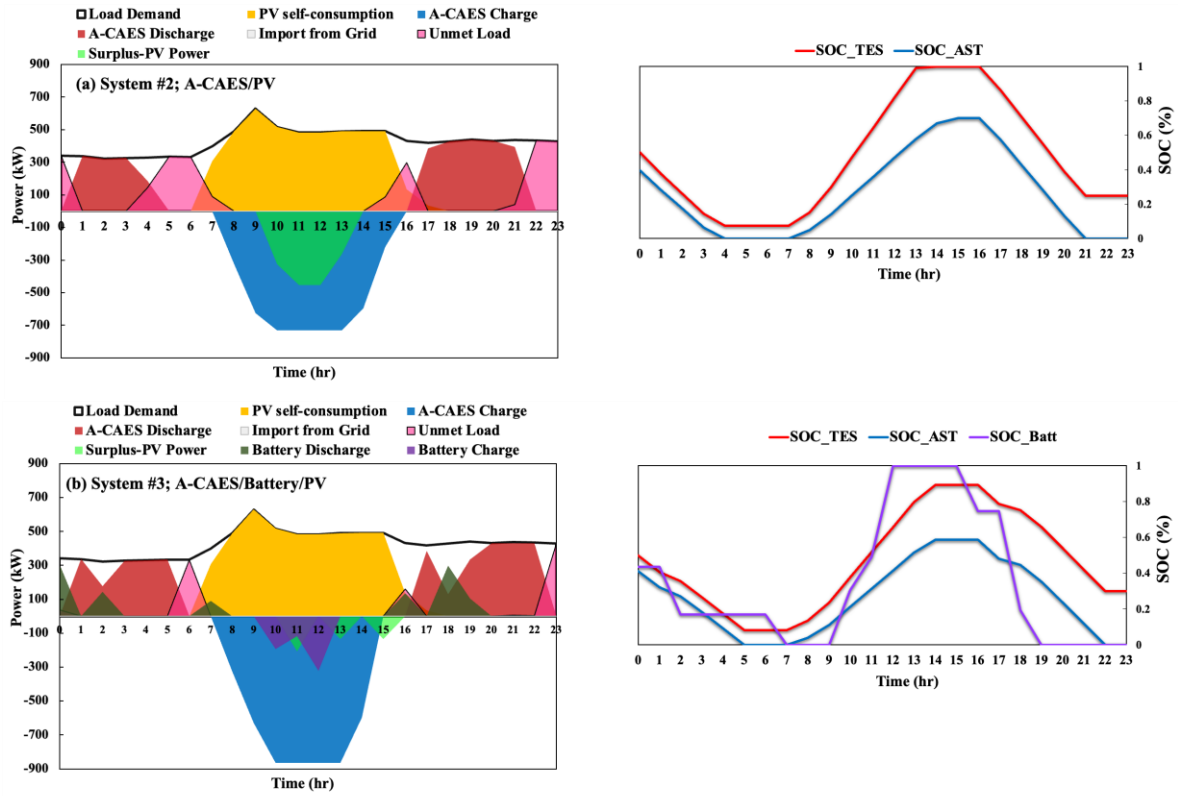 Load Demand PV self-consumption A-CAES Charge
A-CAES Discharge Import from Grid Unmet Load
Surplus-PV Power
900
700
500
300
100
-100
-300
-500
-700
-900
Power (kW)
(a) System #2; A-CAES/PV
0 1 2 3 4 5 6 7 8 9 10 11 12 13 14 15 16 17 18 19 20 21 22 23
Time (hr)
SOC_TES SOC_AST
1
0.8
0.6
0.4
0.2
0
SOC (%)
0 1 2 3 4 5 6 7 8 9 10 11 12 13 14 15 16 17 18 19 20 21 22 23
Time (hr)
Load Demand PV self-consumption A-CAES Charge
A-CAES Discharge Import from Grid Unmet Load
Surplus-PV Power Battery Discharge Battery Charge
900
700
500
300
100
-100
-300
-500
-700
-900
Power (kW)
(b) System #3; A-CAES/Battery/PV
0 1 2 3 4 5 6 7 8 9 10 11 12 13 14 15 16 17 18 19 20 21 22 23
Time (hr)
SOC_TES SOC_AST SOC_Batt
1
0.8
0.6
0.4
0.2
0
SOC (%)
0 1 2 3 4 5 6 7 8 9 10 11 12 13 14 15 16 17 18 19 20 21 22 23
Time (hr)